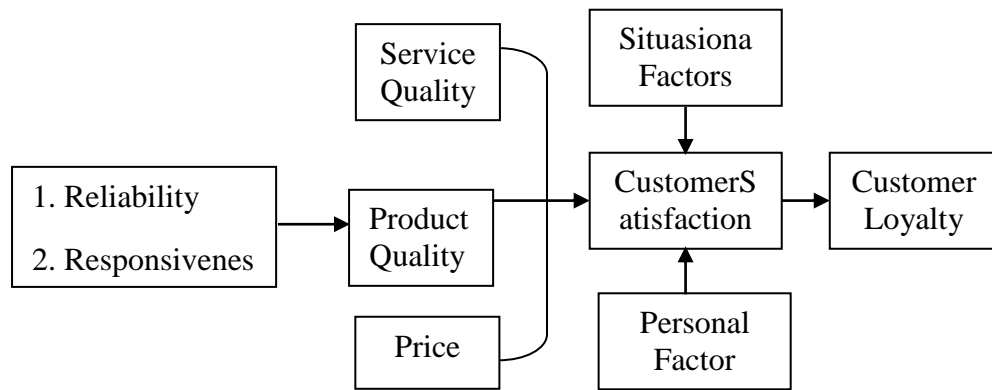 Service
Quality
Situasiona
Factors
1. Reliability
2. Responsivenes
Product
Quality
CustomerS
atisfaction
Customer
Loyalty
Price
Personal
Factor